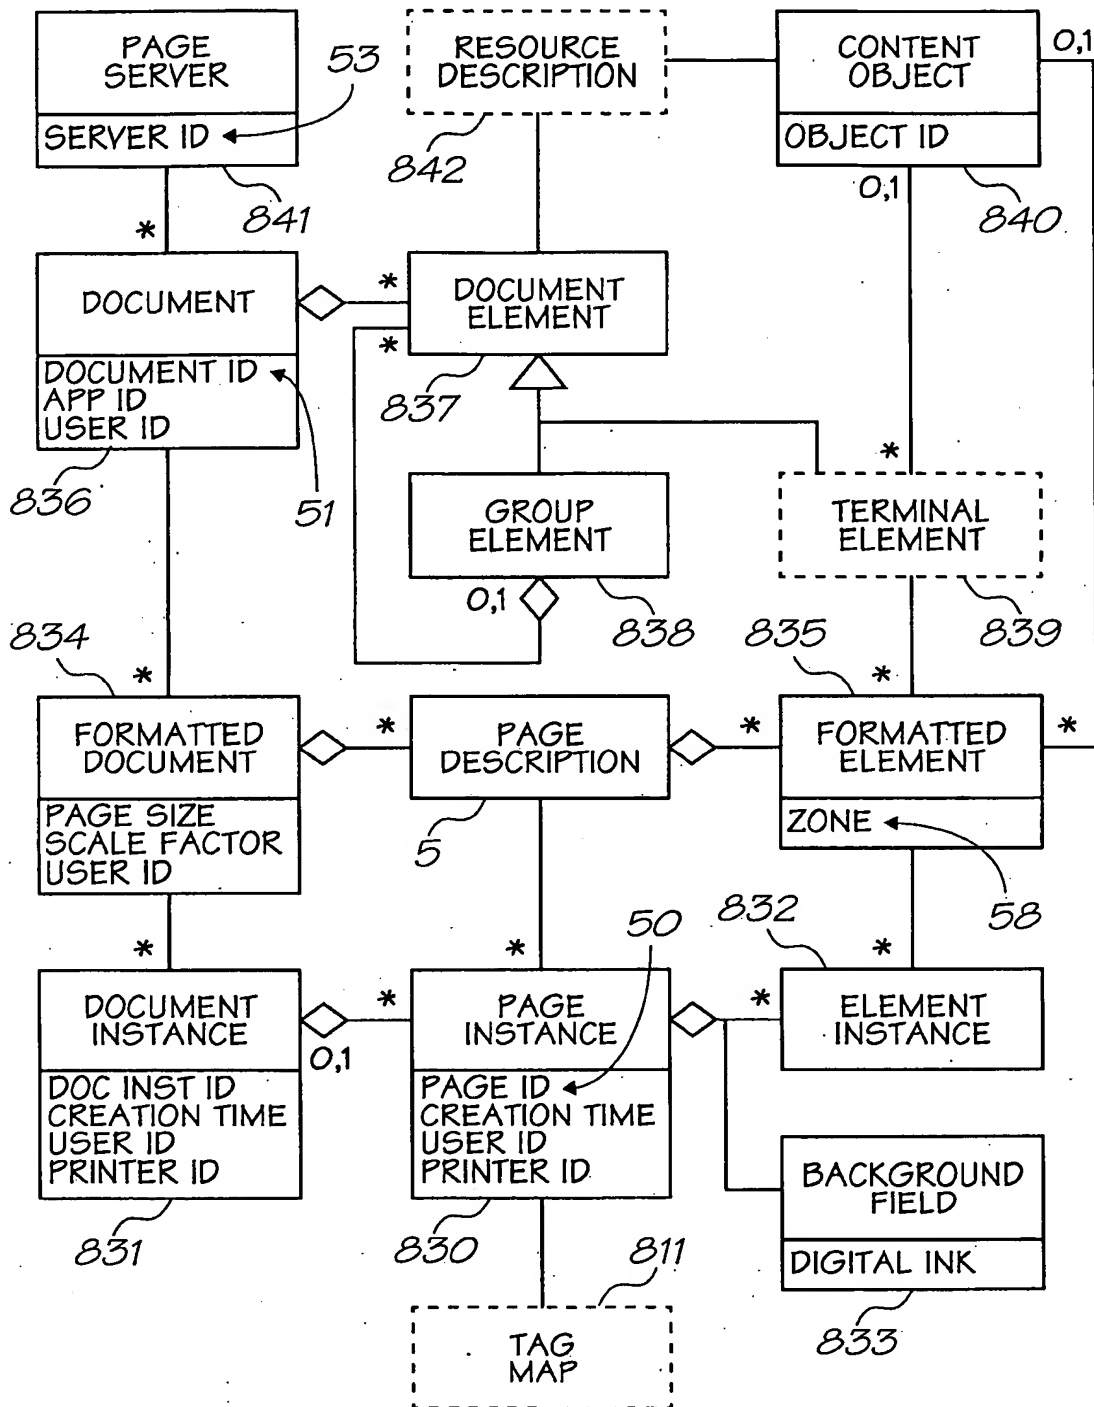 PAGE
SERVER
53
SERVER ID
841
*
RESOURCE
DESCRIPTION
842
CONTENT
OBJECT
0,1
OBJECT ID
0,1
840
DOCUMENT
*
DOCUMENT
ELEMENT
*
DOCUMENT ID
APP ID
USER ID
837
836
51
*
GROUP
ELEMENT
TERMINAL
ELEMENT
0,1
838
839
834
835
*
*
FORMATTED
DOCUMENT
*
PAGE
DESCRIPTION
*
FORMATTED
ELEMENT
*
PAGE SIZE
SCALE FACTOR
USER ID
5
ZONE
58
832
50
*
*
*
DOCUMENT
INSTANCE
*
0,1
PAGE
INSTANCE
*
ELEMENT
INSTANCE
DOC INST ID
CREATION TIME
USER ID
PRINTER ID
PAGE ID
CREATION TIME
USER ID
PRINTER ID
BACKGROUND
FIELD
831
830
811
DIGITAL INK
833
TAG
MAP